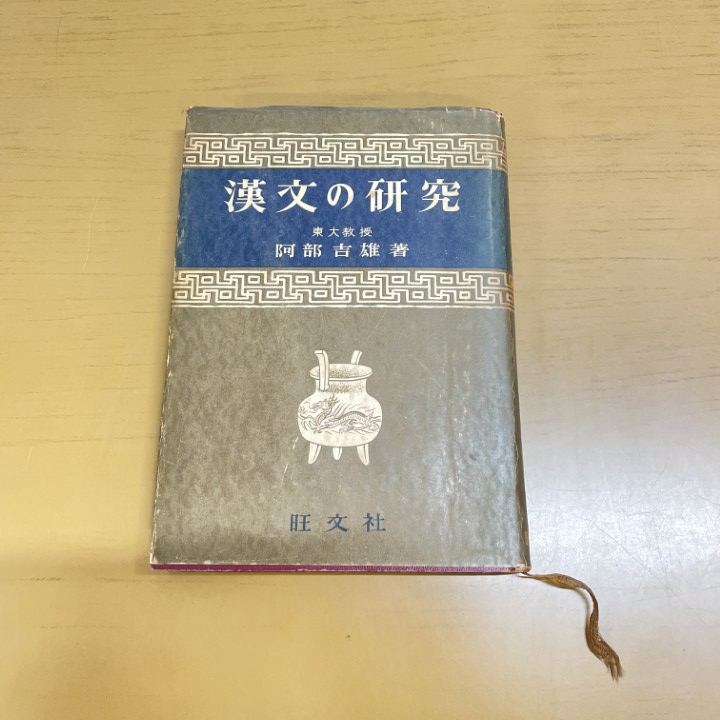 漢文の研究
東大教授
阿部吉雄著
旺文社